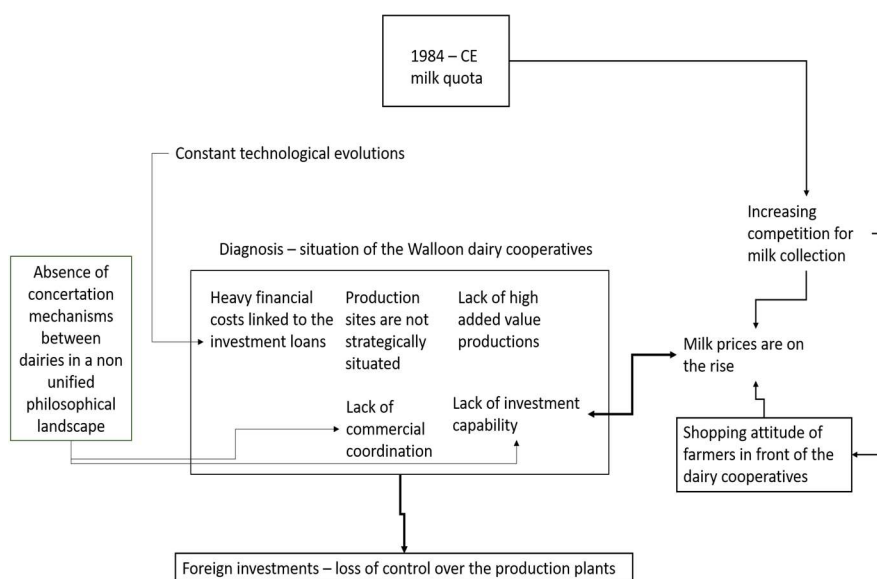 1984 – CE
milk quota
Constant technological evolutions
Increasing
competition for
milk collection
Diagnosis – situation of the Walloon dairy cooperatives
Absence of
concertation
mechanisms
between
dairies in a non
unified
philosophical
landscape
Heavy financial
costs linked to the
investment loans
Production
sites are not
strategically
situated
Lack of high
added value
productions
Milk prices are on
the rise
Lack of
commercial
coordination
Lack of investment
capability
Shopping attitude of
farmers in front of the
dairy cooperatives
Foreign investments – loss of control over the production plants